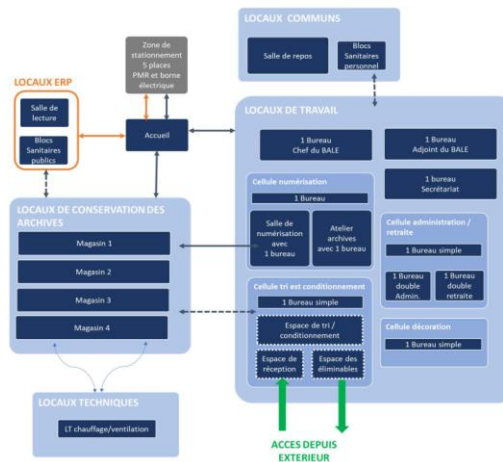 LOCAUX COMMUNS
Salle de repos
Blocs
Sanitaires
personnel
Zone de
stationnement
5 places
PMR et borne
électrique
LOCAUX ERP
Salle de
lecture
Blocs
Sanitaires
publics
Accueil
LOCAUX DE TRAVAIL
1 Bureau
Chef du BALE
1 Bureau
Adjoint du BALE
1 bureau
Secrétariat
Cellule numérisation
1 Bureau
Salle de
numérisation
avec
1 bureau
Atelier
archives
avec 1 bureau
Cellule administration /
retraite
1 Bureau simple
1 Bureau
double
Admin.
1 Bureau
double
retraite
LOCAUX DE CONSERVATION DES
ARCHIVES
Magasin 1
Magasin 2
Magasin 3
Magasin 4
Cellule tri est conditionnement
1 Bureau simple
Espace de tri /
conditionnement
Espace de
réception
Espace des
éliminables
Cellule décoration
1 Bureau simple
LOCAUX TECHNIQUES
LT chauffage/ventilation
ACCES DEPUIS
EXTERIEUR